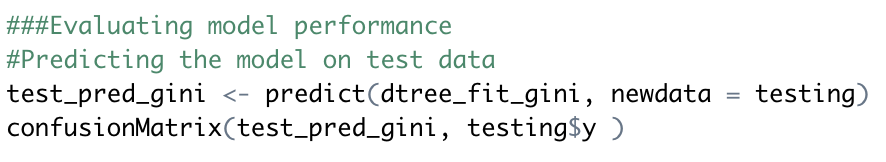 ###Evaluating model performance
#Predicting the model on test data
test_pred_gini <- predict(dtree_fit_gini, newdata = testing)
confusionMatrix(test_pred_gini, testing$y )